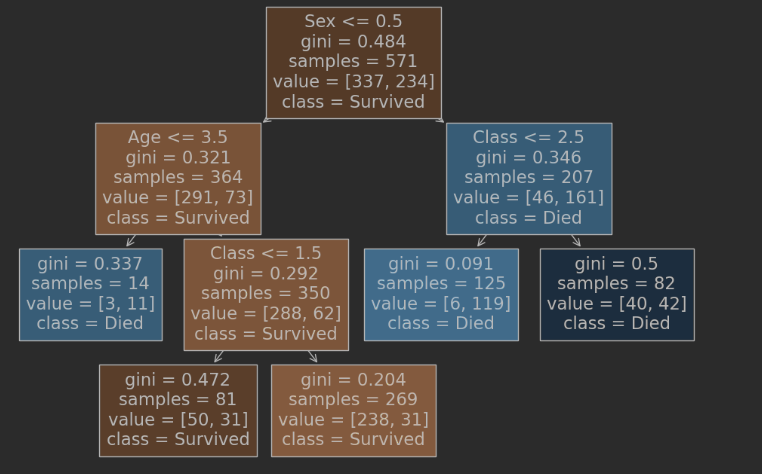 Sex <= 0.5
gini = 0.484
samples = 571
value = [337, 234]
class = Survived
Age <= 3.5
gini = 0.321
samples = 364
value = [291, 73]
class = Survived
Class <= 2.5
gini = 0.346
samples = 207
value = [46, 161]
class = Died
gini = 0.337
samples = 14
value = [3, 11]
class = Died
Class <= 1.5
gini = 0.292
samples = 350
value = [288, 62]
class = Survived
gini = 0.091
samples = 125
value = [6, 119]
class = Died
gini = 0.5
samples = 82
value = [40, 42]
class = Died
gini = 0.472
samples = 81
value = [50, 31]
class = Survived
gini = 0.204
samples = 269
value = [238, 31]
class = Survived